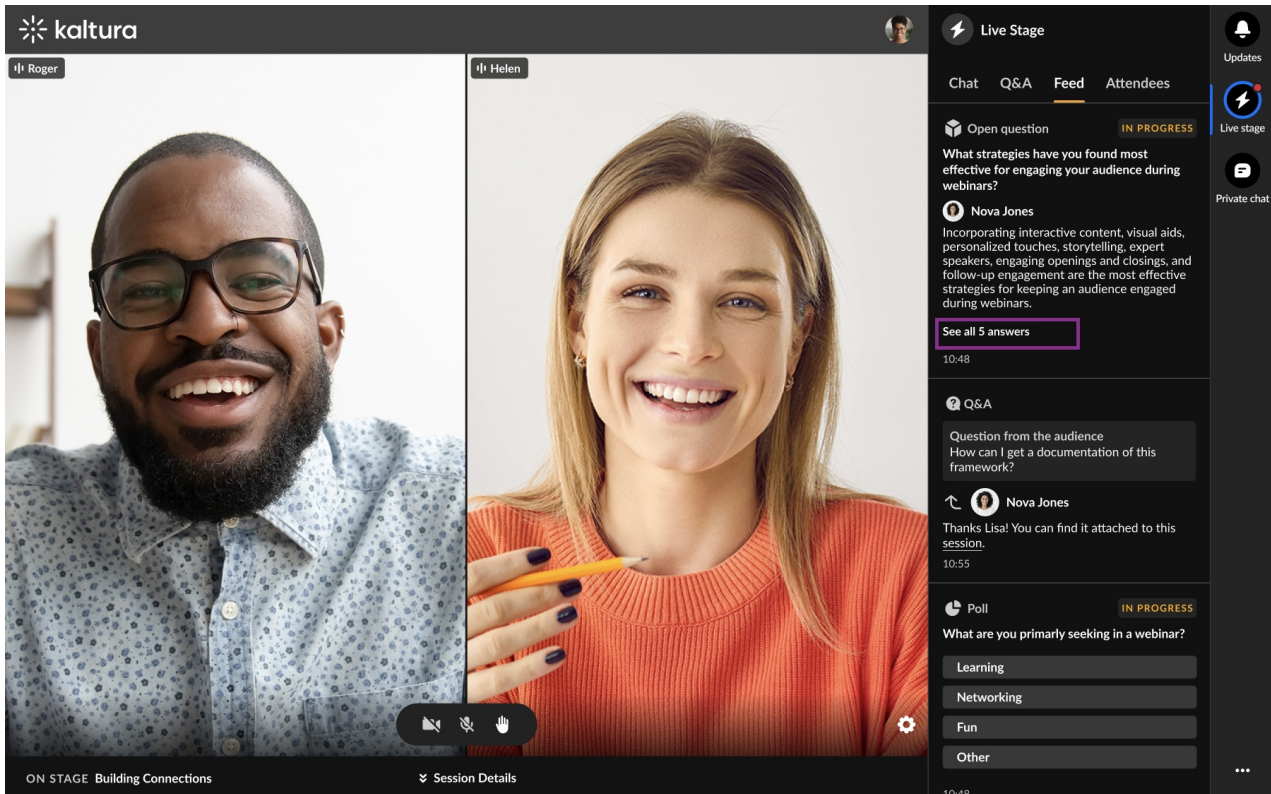 kaltura
Roger
Helen
Live Stage
Chat Q&A Feed Attendees
Open question IN PROGRESS
What strategies have you found most
effective for engaging your audience during
webinars?
Nova Jones
Incorporating interactive content, visual aids,
personalized touches, storytelling, expert
speakers, engaging openings and closings, and
follow-up engagement are the most effective
strategies for keeping an audience engaged
during webinars.
See all 5 answers
10:48
Q&A
Question from the audience
How can I get a documentation of this
framework?
Nova Jones
Thanks Lisa! You can find it attached to this
session.
10:55
Poll IN PROGRESS
What are you primarly seeking in a webinar?
Learning
Networking
Fun
Other
10:48
Updates
Live stage
Private chat
ON STAGE Building Connections
Session Details